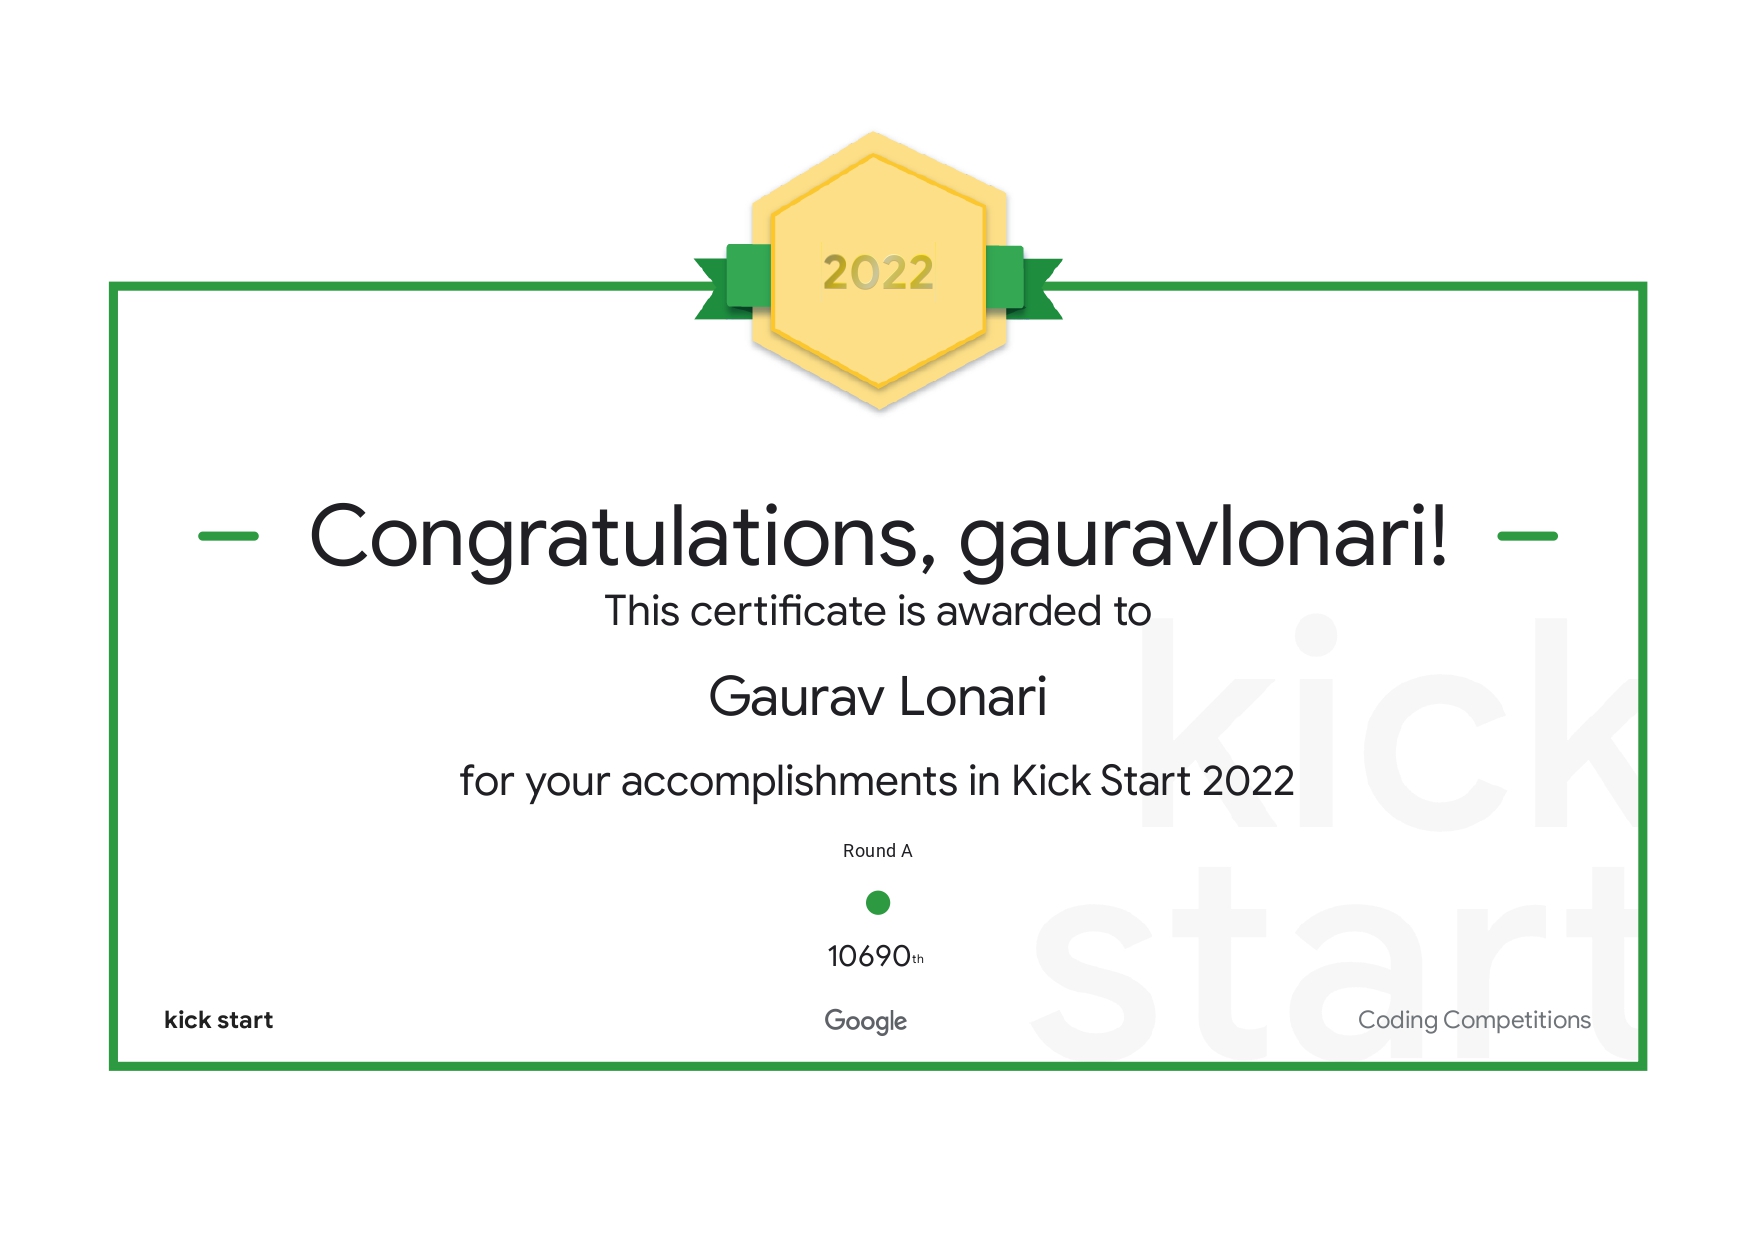 2022
Congratulations, gauravlonari!
This certificate is awarded to
Gaurav Lonari
for your accomplishments in Kick Start 2022
kick
start
Round A
10690th
kick start
Google
Coding Competitions